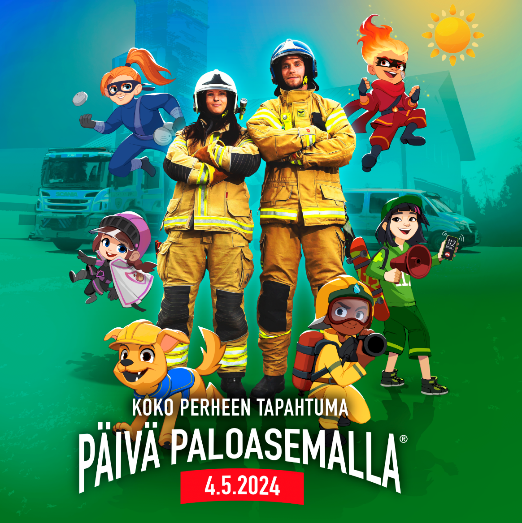 KOKO PERHEEN TAPAHTUMA
PÄIVÄ PALOASEMALLA®
4.5.2024